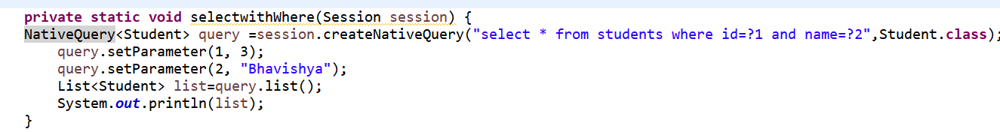 private static void selectwithWhere(Session session) {
NativeQuery<Student> query =session.createNativeQuery("select * from students where id=?1 and name=?2",Student.class);
query.setParameter(1, 3);
query.setParameter(2, "Bhavishya");
List<Student> list=query.list();
System.out.println(list);
}